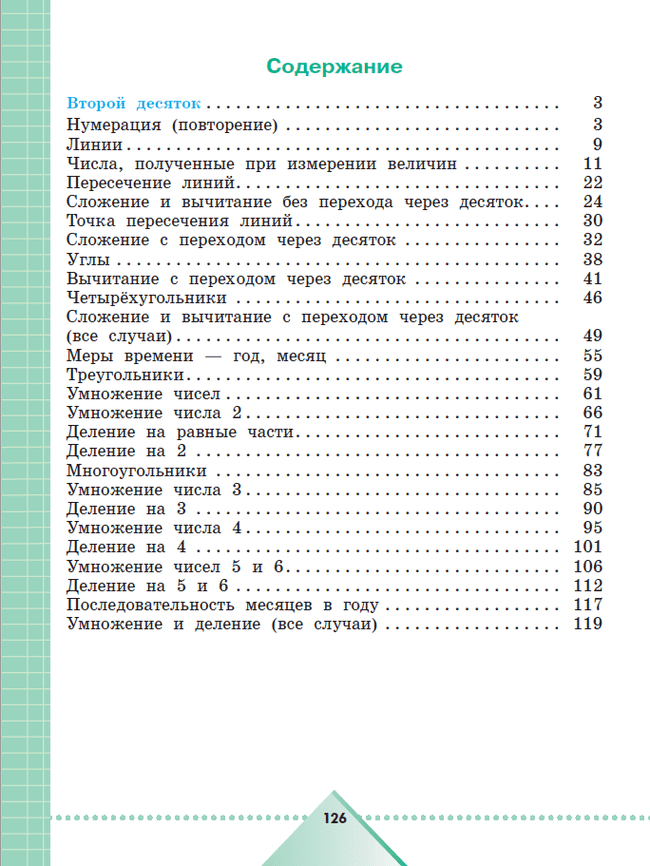 Содержание
Второй десяток . . . . . . . . . . . . . . . . . . . . . . . . . . . . . . . . . . . . 3
Нумерация (повторение) . . . . . . . . . . . . . . . . . . . . . . . . . . . . 3
Линии . . . . . . . . . . . . . . . . . . . . . . . . . . . . . . . . . . . . . . . . . . . . 9
Числа, полученные при измерении величин . . . . . . . . . . 11
Пересечение линий. . . . . . . . . . . . . . . . . . . . . . . . . . . . . . . . . 22
Сложение и вычитание без перехода через десяток. . . . 24
Точка пересечения линий . . . . . . . . . . . . . . . . . . . . . . . . . . . 30
Сложение с переходом через десяток . . . . . . . . . . . . . . . . 32
Углы . . . . . . . . . . . . . . . . . . . . . . . . . . . . . . . . . . . . . . . . . . . . . 38
Вычитание с переходом через десяток . . . . . . . . . . . . . . . 41
Четырёхугольники . . . . . . . . . . . . . . . . . . . . . . . . . . . . . . . . . 46
Сложение и вычитание с переходом через десяток
(все случаи) . . . . . . . . . . . . . . . . . . . . . . . . . . . . . . . . . . . . . . . 49
Меры времени — год, месяц . . . . . . . . . . . . . . . . . . . . . . . 55
Треугольники . . . . . . . . . . . . . . . . . . . . . . . . . . . . . . . . . . . . . . 59
Умножение чисел . . . . . . . . . . . . . . . . . . . . . . . . . . . . . . . . . . 61
Умножение числа 2 . . . . . . . . . . . . . . . . . . . . . . . . . . . . . . . . 66
Деление на равные части . . . . . . . . . . . . . . . . . . . . . . . . . . . 71
Деление на 2 . . . . . . . . . . . . . . . . . . . . . . . . . . . . . . . . . . . . . 77
Многоугольники . . . . . . . . . . . . . . . . . . . . . . . . . . . . . . . . . . . 83
Умножение числа 3 . . . . . . . . . . . . . . . . . . . . . . . . . . . . . . . . 85
Деление на 3 . . . . . . . . . . . . . . . . . . . . . . . . . . . . . . . . . . . . . 90
Умножение числа 4 . . . . . . . . . . . . . . . . . . . . . . . . . . . . . . . . 95
Деление на 4 . . . . . . . . . . . . . . . . . . . . . . . . . . . . . . . . . . . . . 101
Умножение чисел 5 и 6 . . . . . . . . . . . . . . . . . . . . . . . . . . . . 106
Деление на 5 и 6 . . . . . . . . . . . . . . . . . . . . . . . . . . . . . . . . . 112
Последовательность месяцев в году . . . . . . . . . . . . . . . . . . 117
Умножение и деление (все случаи) . . . . . . . . . . . . . . . . . . 119
126